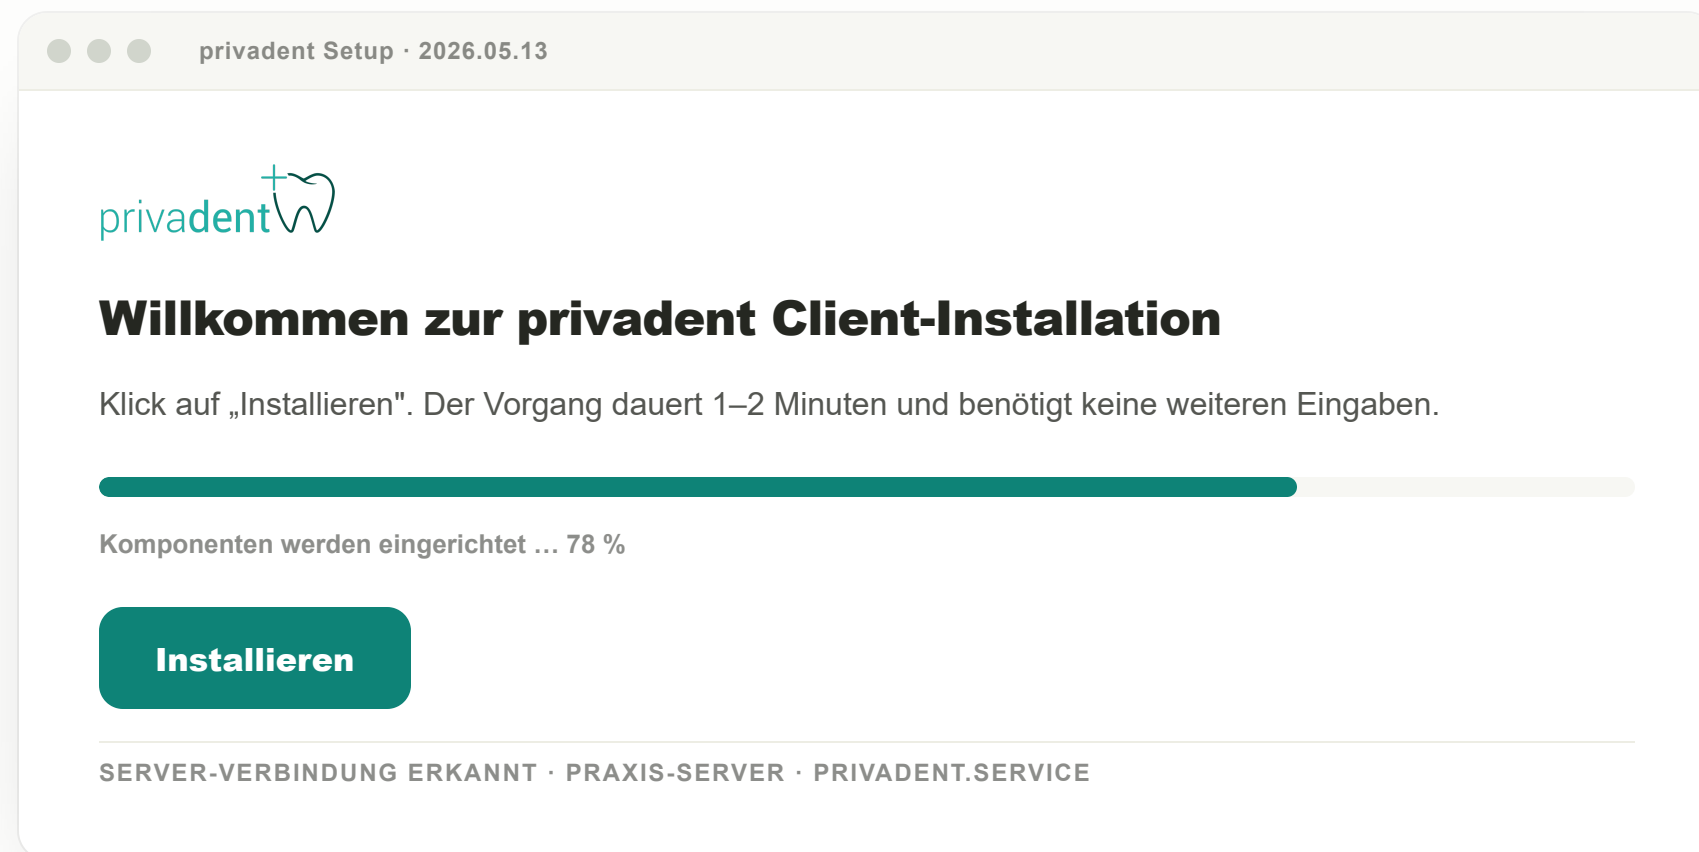 privadent Setup · 2026.05.13
privadent
Willkommen zur privadent Client-Installation
Klick auf „Installieren". Der Vorgang dauert 1–2 Minuten und benötigt keine weiteren Eingaben.
Komponenten werden eingerichtet … 78 %
Installieren
SERVER-VERBINDUNG ERKANNT · PRAXIS-SERVER · PRIVADENT.SERVICE